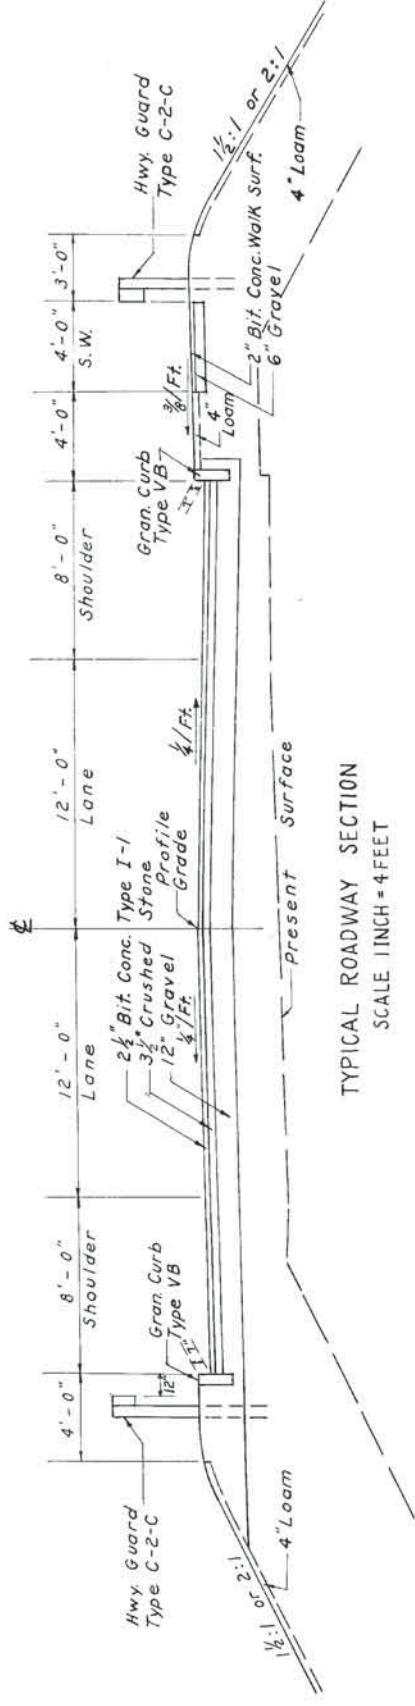 4'-0"
8'-0"
Shoulder
12'-0"
Lane
℄
12'-0"
Lane
8'-0"
Shoulder
4'-0"
4'-0"
S.W.
3'-0"
Hwy. Guard
Type C-2-C
12"
Gran. Curb
Type VB
7"
2½" Bit. Conc. Type I-1
3½" Crushed Stone
12" Gravel
¼"/Ft.
Profile
Grade
¼/Ft.
Gran. Curb
Type VB
⅜/Ft.
4"
Loam
Hwy. Guard
Type C-2-C
1½:1 or 2:1
4" Loam
2" Bit. Conc. Walk Surf.
6" Gravel
1½:1 or 2:1
4" Loam
Present Surface
TYPICAL ROADWAY SECTION
SCALE 1 INCH = 4 FEET